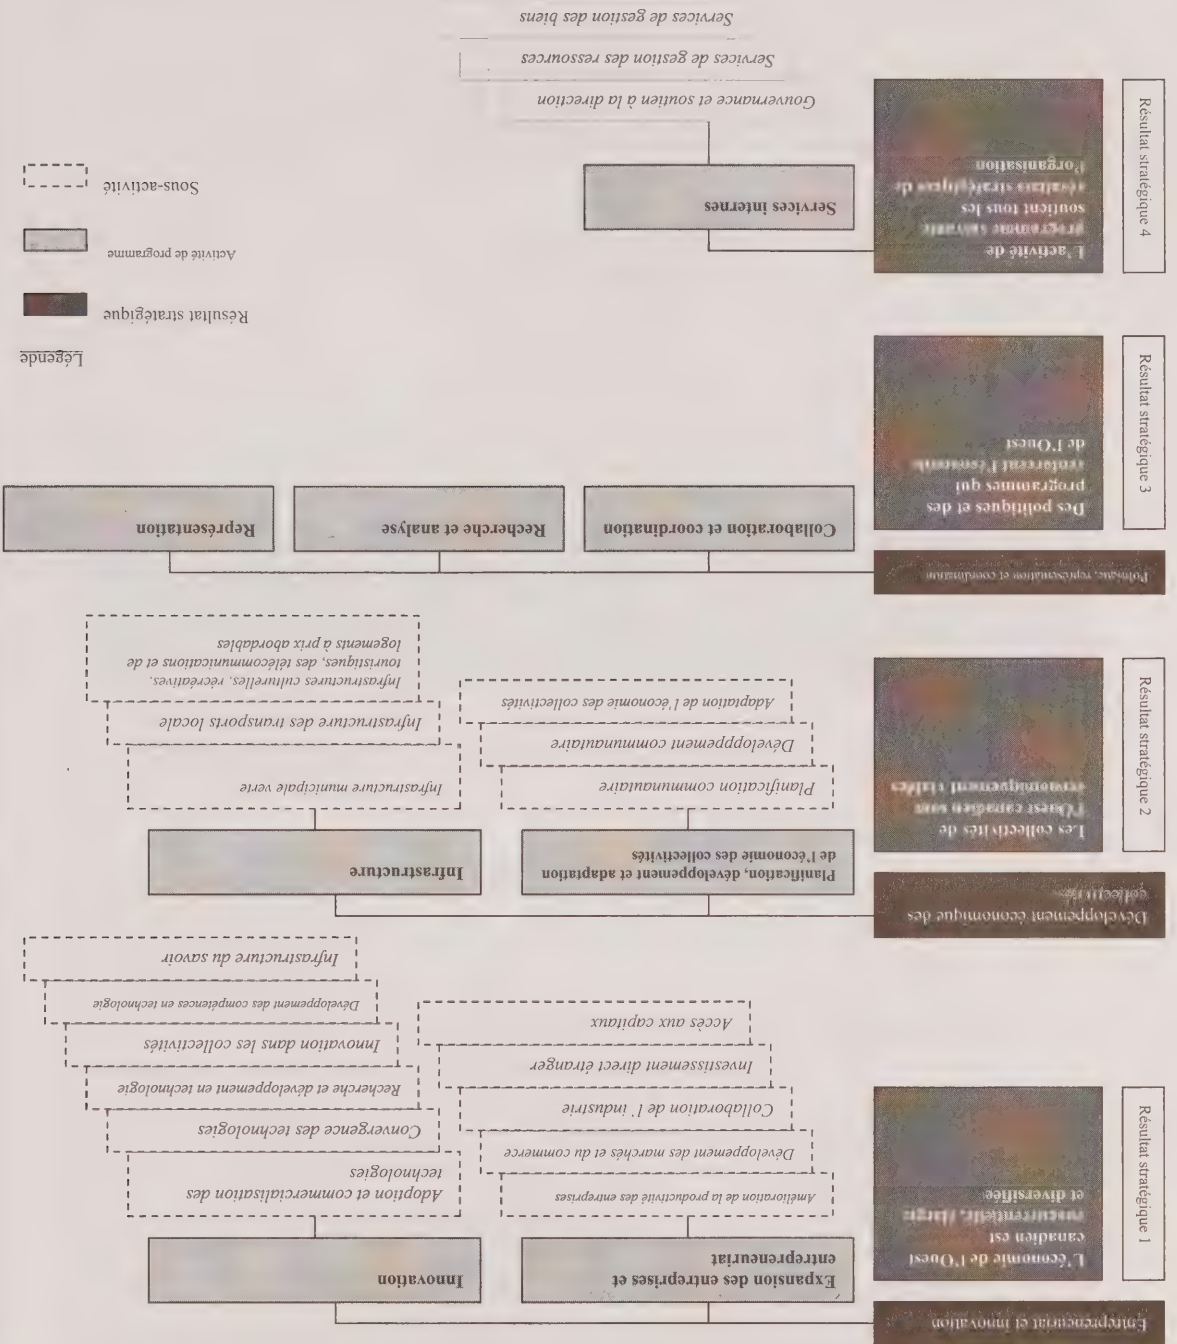 Entrepreneuriat et innovation
Résultat stratégique 1
L'économie de l'Ouest
canadien est
concurrentielle, élargie
et diversifiée
Expansion des entreprises et
entrepreneuriat
Amélioration de la productivité des entreprises
Développement des marchés et du commerce
Collaboration de l'industrie
Investissement direct étranger
Accès aux capitaux
Innovation
Adoption et commercialisation des
technologies
Convergence des technologies
Recherche et développement en technologie
Innovation dans les collectivités
Développement des compétences en technologie
Infrastructure du savoir
Développement économique des
collectivités
Résultat stratégique 2
Les collectivités de
l'Ouest canadien sont
économiquement viables
Planification, développement et adaptation
de l'économie des collectivités
Planification communautaire
Développpement communautaire
Adaptation de l'économie des collectivités
Infrastructure
Infrastructure municipale verte
Infrastructure des transports locale
Infrastructures culturelles, récréatives,
touristiques, des télécommunications et de
logements à prix abordables
Politique, représentation et coordination
Résultat stratégique 3
Des politiques et des
programmes qui
renforcent l'économie
de l'Ouest
Collaboration et coordination
Recherche et analyse
Représentation
Résultat stratégique 4
L'activité de
programme suivante
soutient tous les
résultats stratégiques de
l'organisation
Services internes
Gouvernance et soutien à la direction
Services de gestion des ressources
Services de gestion des biens
Légende
Résultat stratégique
Activité de programme
Sous-activité